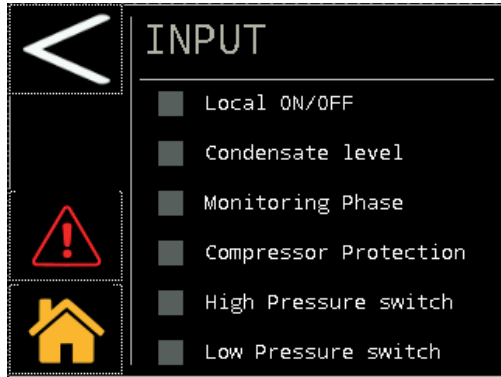 INPUT
Local ON/OFF
Condensate level
Monitoring Phase
Compressor Protection
High Pressure switch
Low Pressure switch